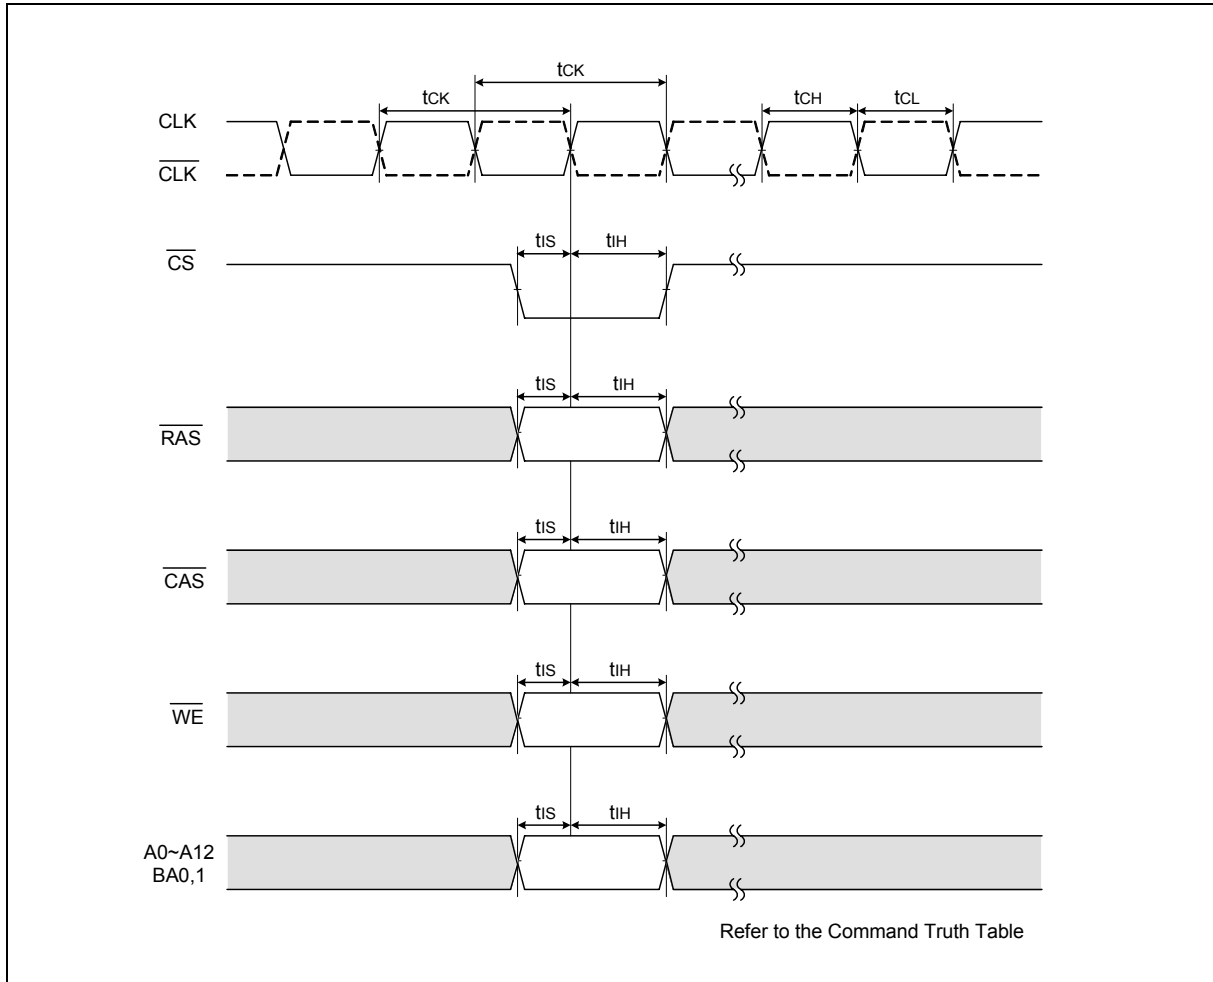 tCK
tCK tCH tCL
CLK
CLK
tIS tIH
CS
tIS tIH
RAS
tIS tIH
CAS
tIS tIH
WE
tIS tIH
A0~A12
BA0,1
Refer to the Command Truth Table